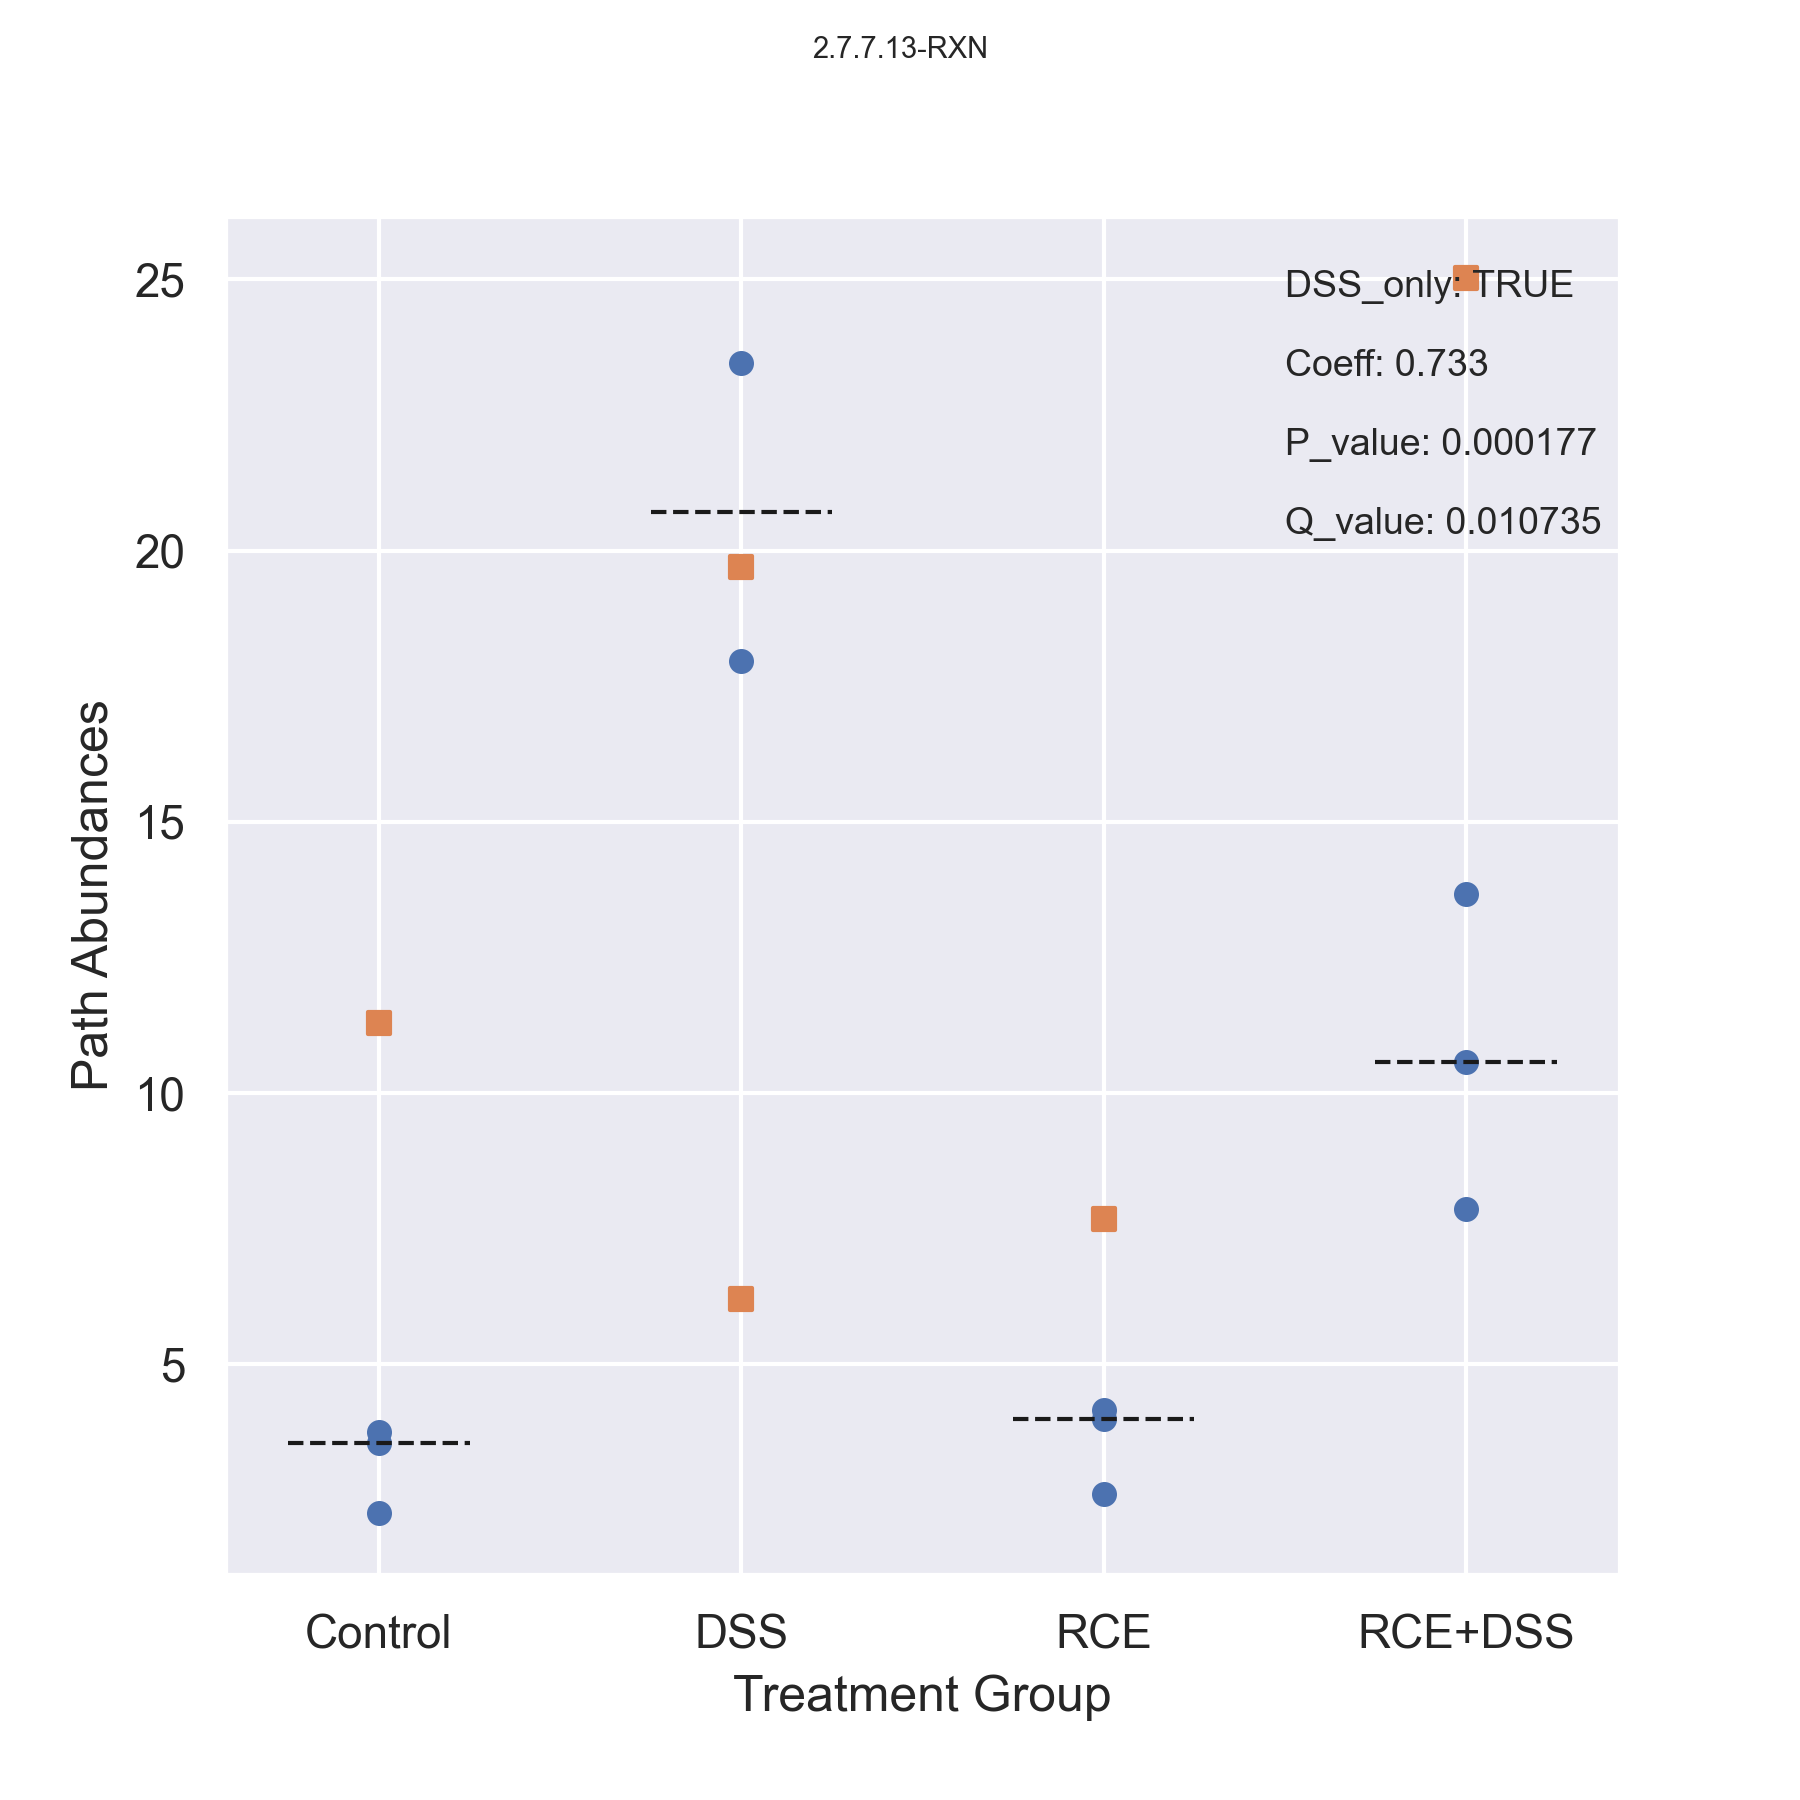 2.7.7.13-RXN
DSS_only: TRUE
Coeff: 0.733
P_value: 0.000177
Q_value: 0.010735
25
20
15
10
5
Path Abundances
Control DSS RCE RCE+DSS
Treatment Group